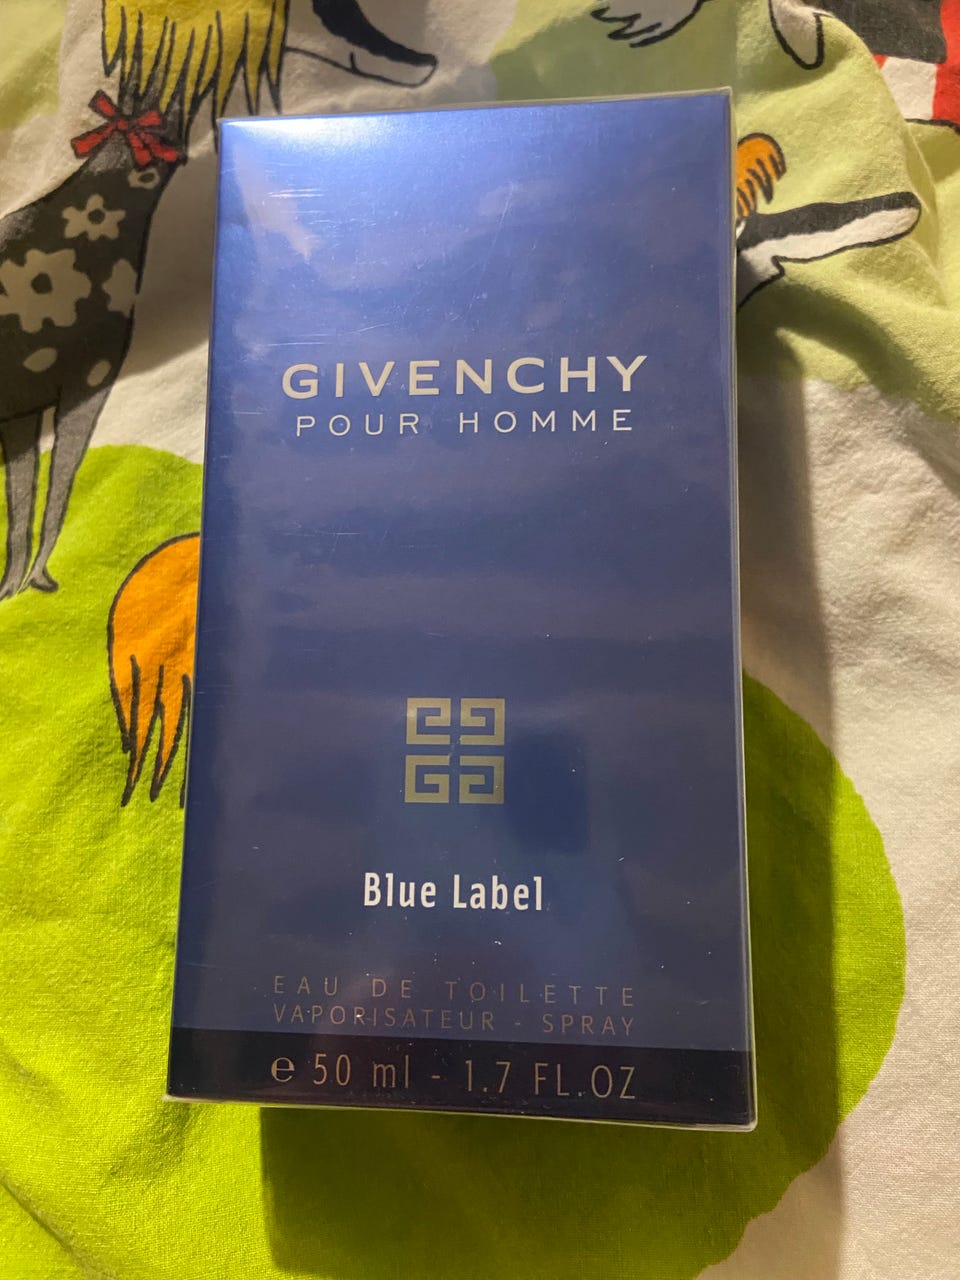 GIVENCHY
POUR HOMME
Blue Label
EAU DE TOILETTE
VAPORISATEUR - SPRAY
℮ 50 ml - 1.7 FL.OZ